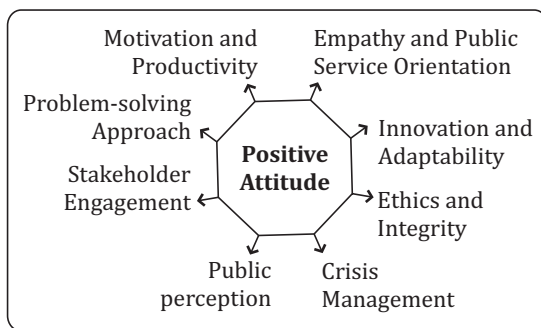 Motivation and
Productivity
Empathy and Public
Service Orientation
Problem-solving
Approach
Innovation and
Adaptability
Positive
Attitude
Stakeholder
Engagement
Ethics and
Integrity
Public
perception
Crisis
Management